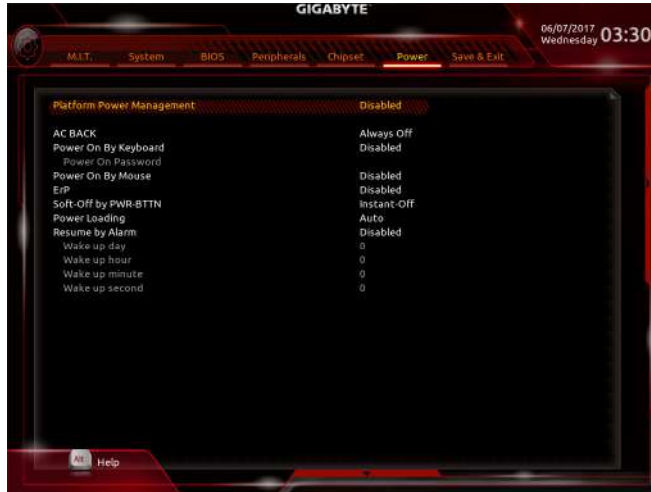 GIGABYTE
06/07/2017 Wednesday 03:30
M.I.T. System BIOS Peripherals Chipset Power Save & Exit
Platform Power Management Disabled
AC BACK Always Off
Power On By Keyboard Disabled
Power On Password
Power On By Mouse Disabled
ErP Disabled
Soft-Off by PWR-BTTN Instant-Off
Power Loading Auto
Resume by Alarm Disabled
Wake up day 0
Wake up hour 0
Wake up minute 0
Wake up second 0
Alt Help